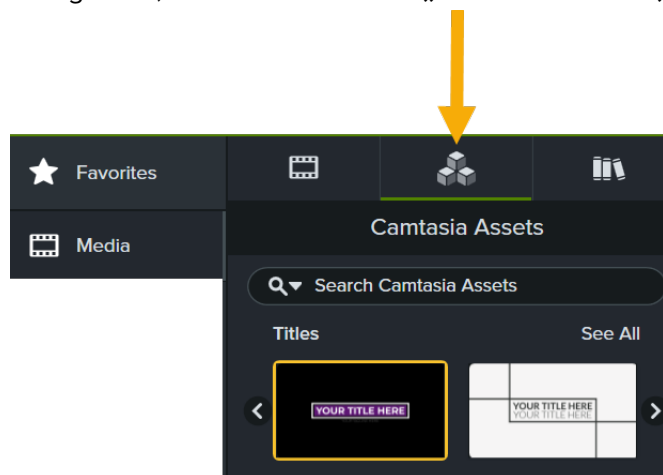 Favorites
Media
Camtasia Assets
Search Camtasia Assets
Titles
See All
YOUR TITLE HERE
YOUR TITLE HERE
YOUR TITLE HERE